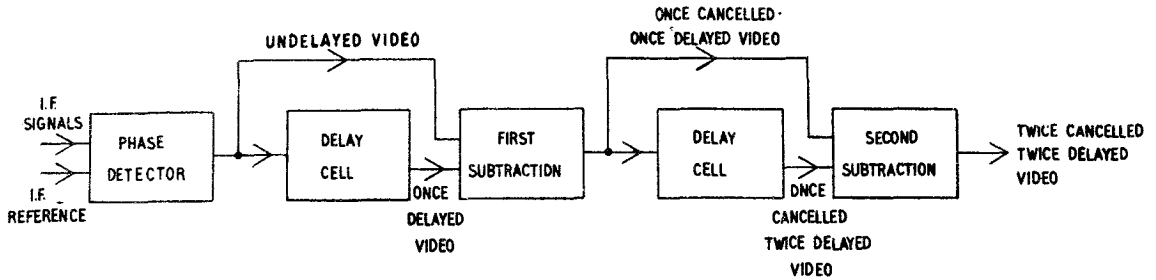 ONCE CANCELLED·
ONCE DELAYED VIDEO
UNDELAYED VIDEO
I.F.
SIGNALS
PHASE
DETECTOR
I.F.
REFERENCE
DELAY
CELL
ONCE
DELAYED
VIDEO
FIRST
SUBTRACTION
DELAY
CELL
ONCE
CANCELLED
TWICE DELAYED
VIDEO
SECOND
SUBTRACTION
TWICE CANCELLED
TWICE DELAYED
VIDEO